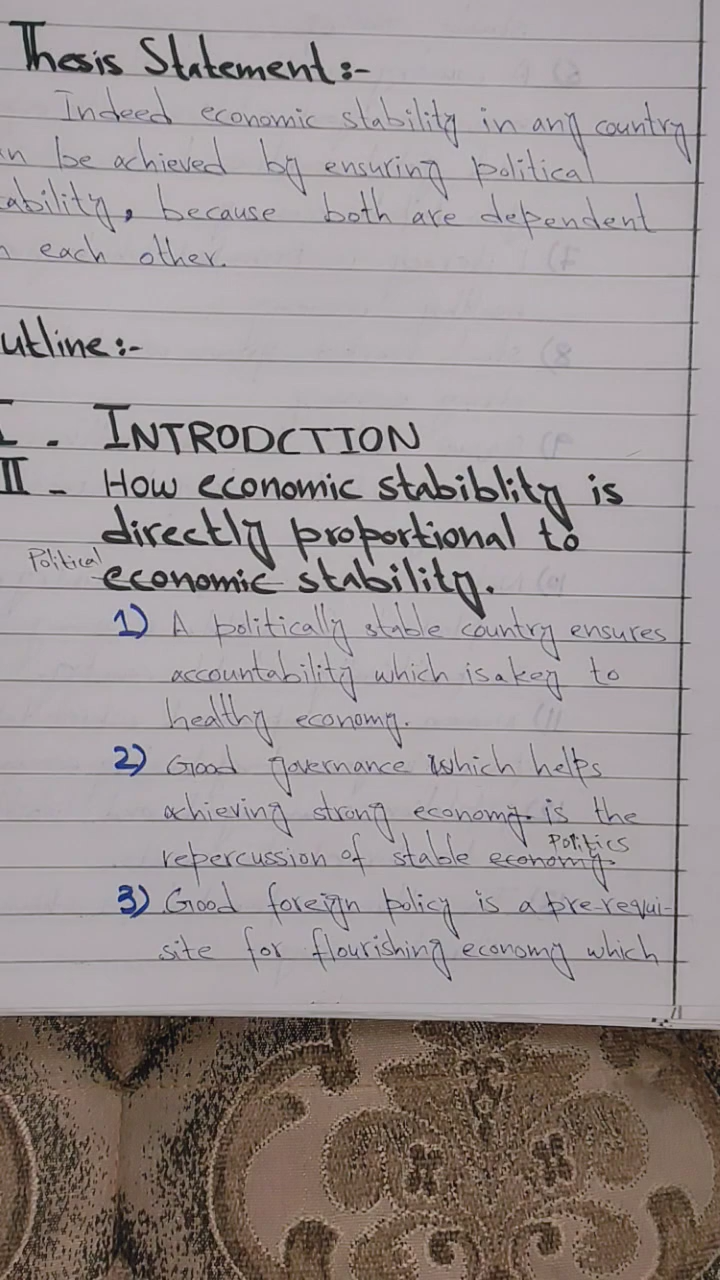 Thesis Statement:-
Indeed economic stability in any country
n be achieved by ensuring political
ability, because both are dependent
n each other.
utline:-
I. INTRODCTION
II - How economic stabiblity is
directly proportional to
Political
economic stability.
1) A politically stable country ensures
accountability which is a key to
healthy economy.
2) Good governance which helps
achieving strong economy is the
Politics
repercussion of stable economy.
3) Good foreign policy is a pre-requi-
site for flourishing economy which